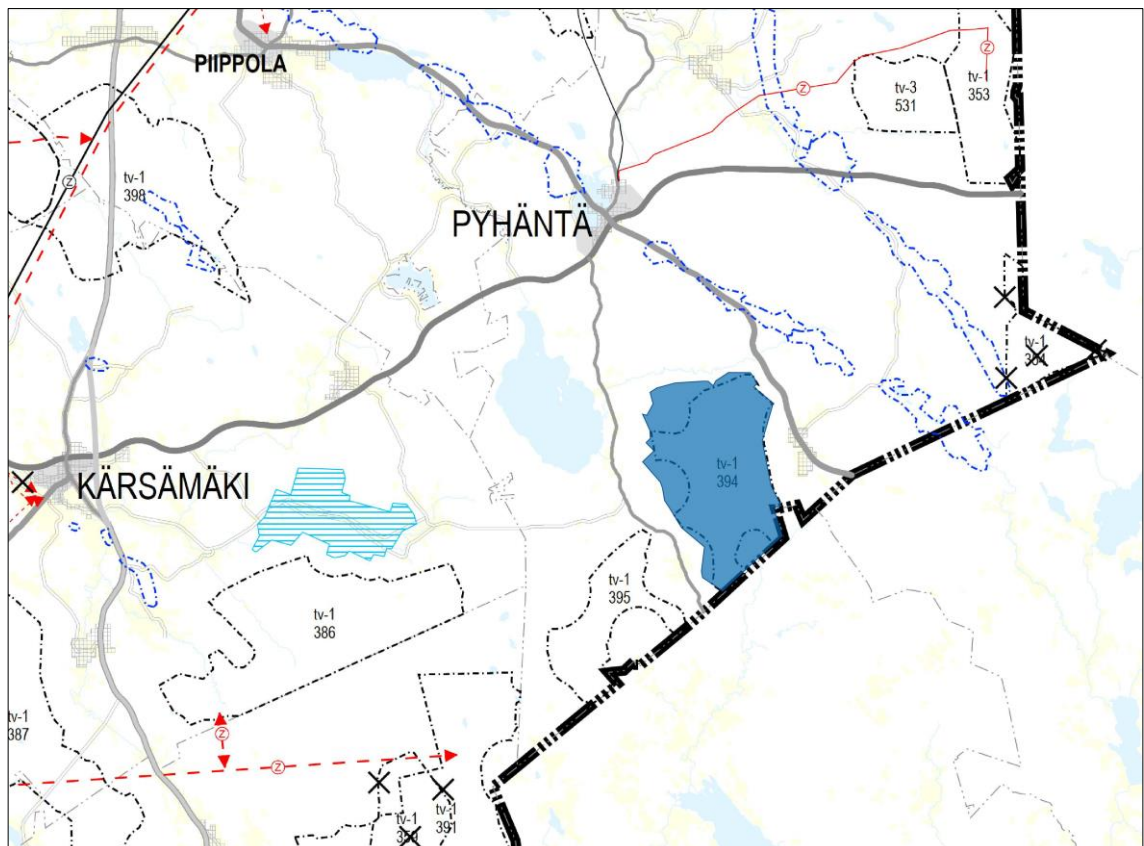 PIIPPOLA
tv-3
531
tv-1
353
Z
Z
tv-1
398
Z
PYHÄNTÄ
tv-1
KÄRSÄMÄKI
tv-1
394
tv-1
395
tv-1
386
tv-1
387
Z
Z
tv-1
359
tv-1
391